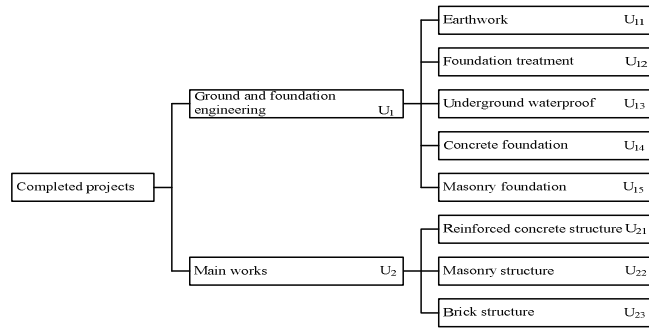 Completed projects
Ground and foundation
engineering U₁
Main works U₂
Earthwork U₁₁
Foundation treatment U₁₂
Underground waterproof U₁₃
Concrete foundation U₁₄
Masonry foundation U₁₅
Reinforced concrete structure U₂₁
Masonry structure U₂₂
Brick structure U₂₃